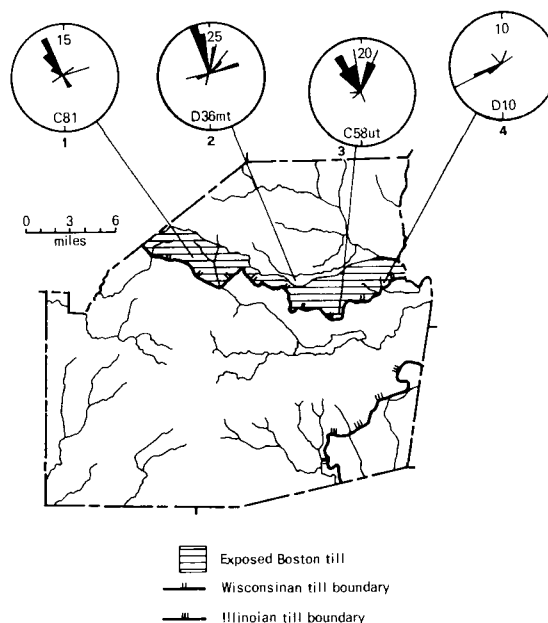 15
25
20
10
C81
D36mt
C58ut
D10
1
2
3
4
0 3 6
miles
Exposed Boston till
Wisconsinan till boundary
Illinoian till boundary